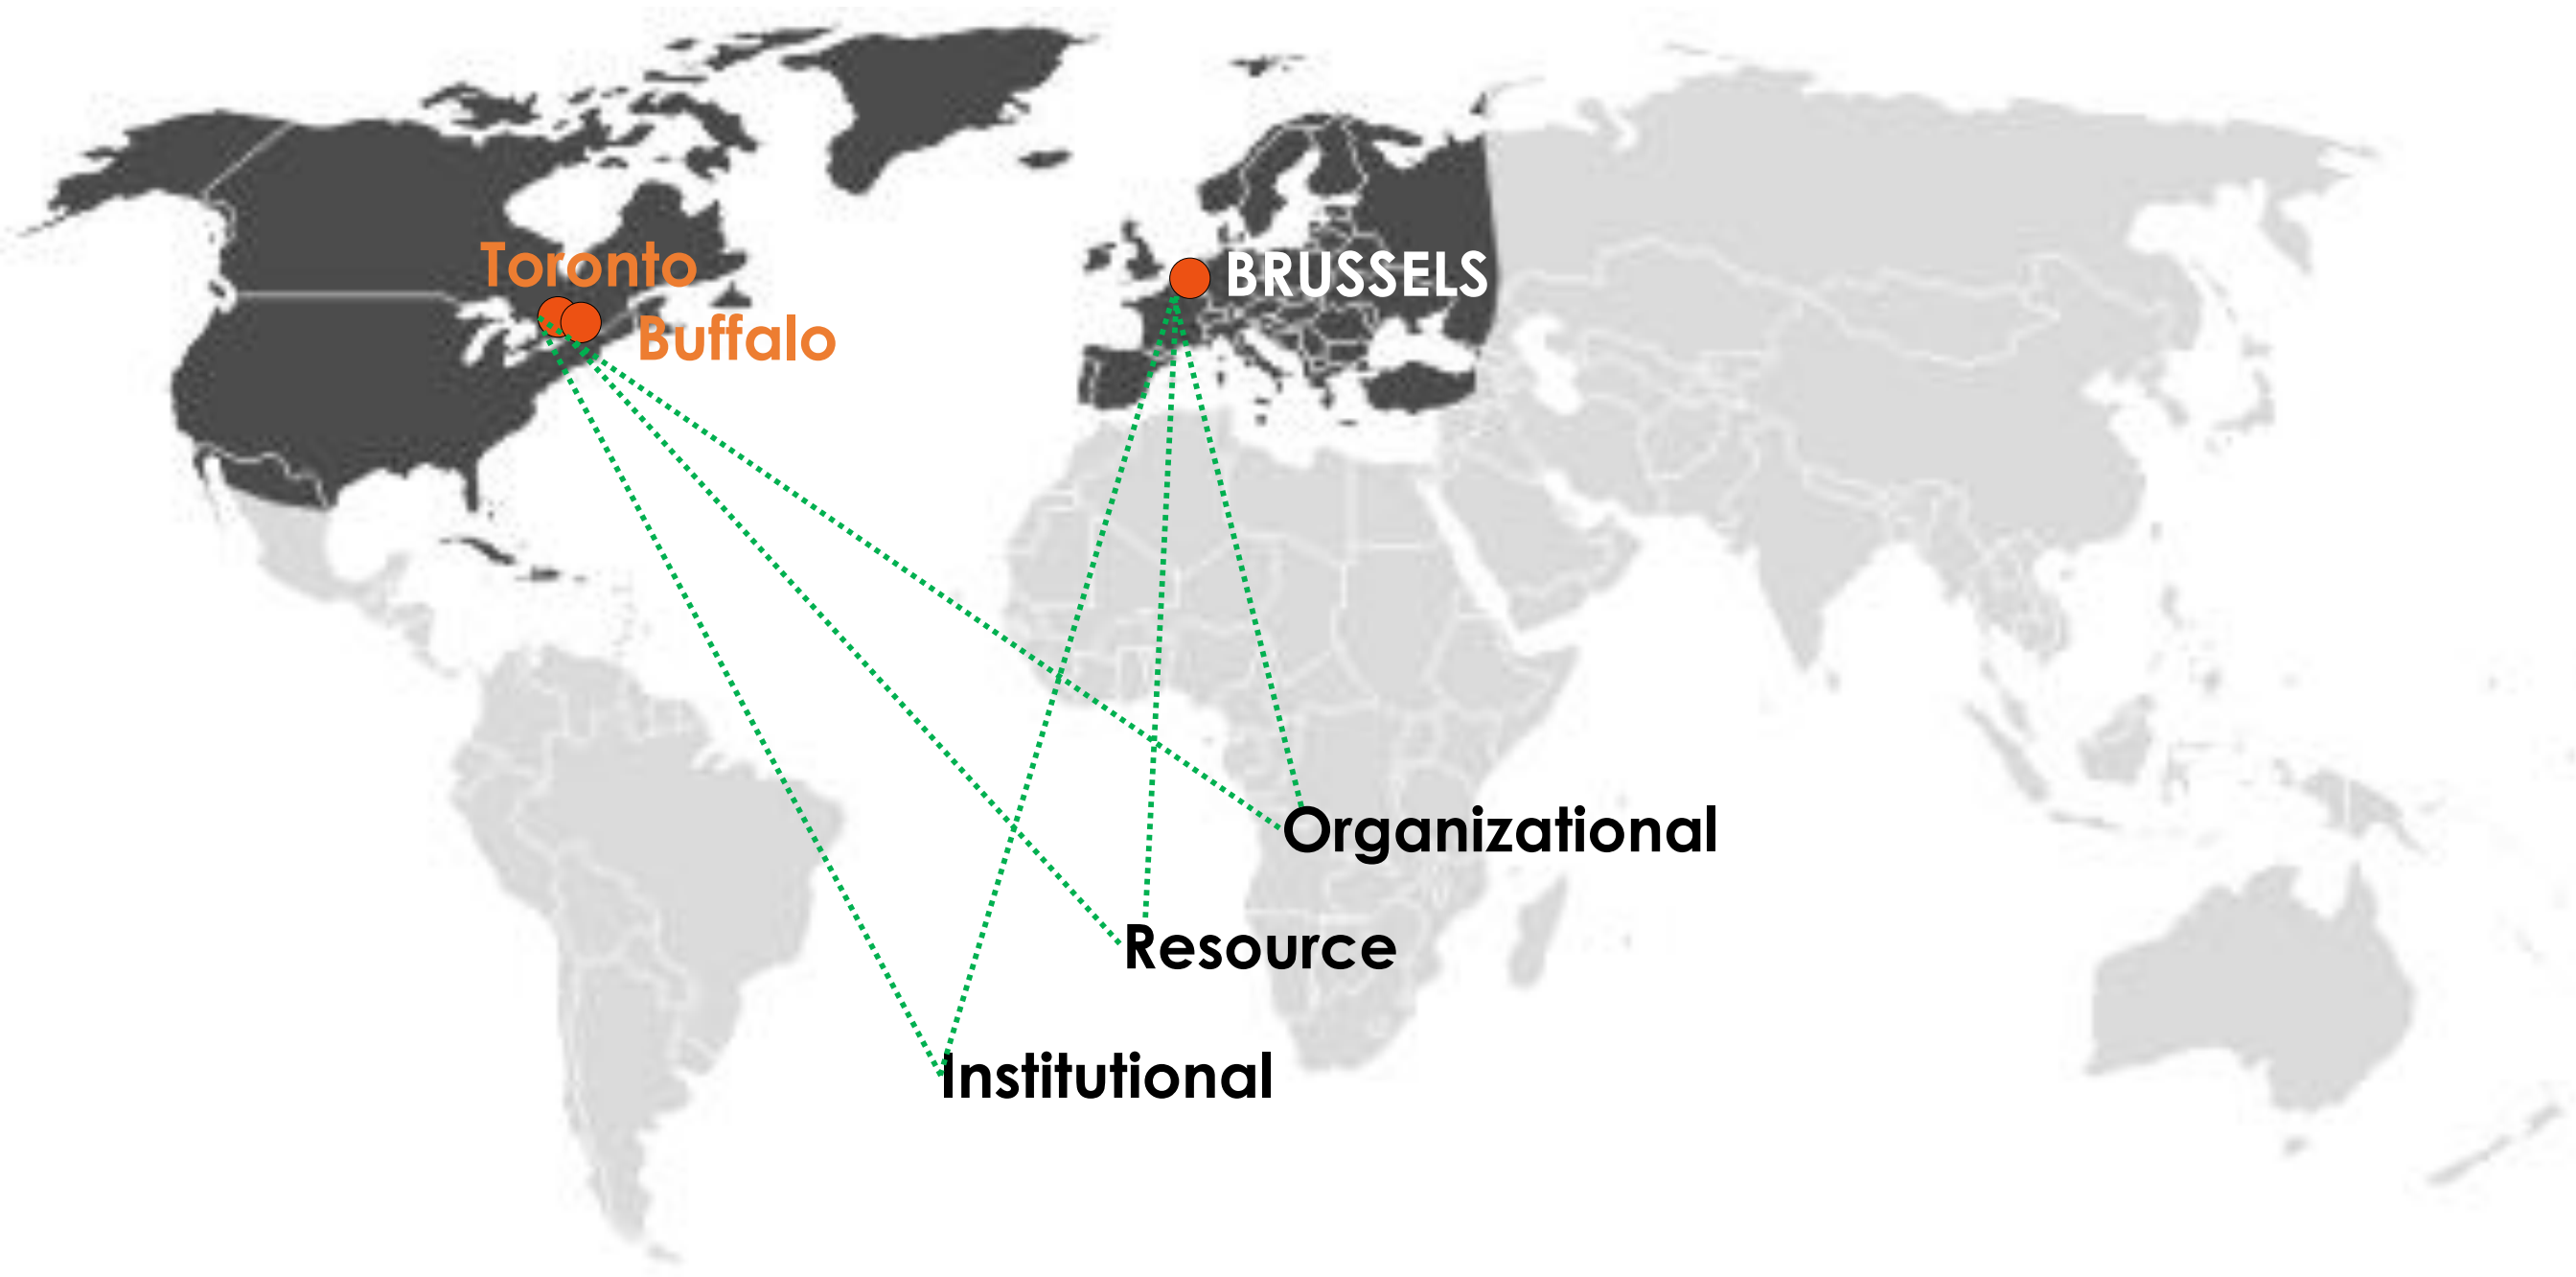 Toronto
BRUSSELS
Buffalo
Organizational
Resource
Institutional